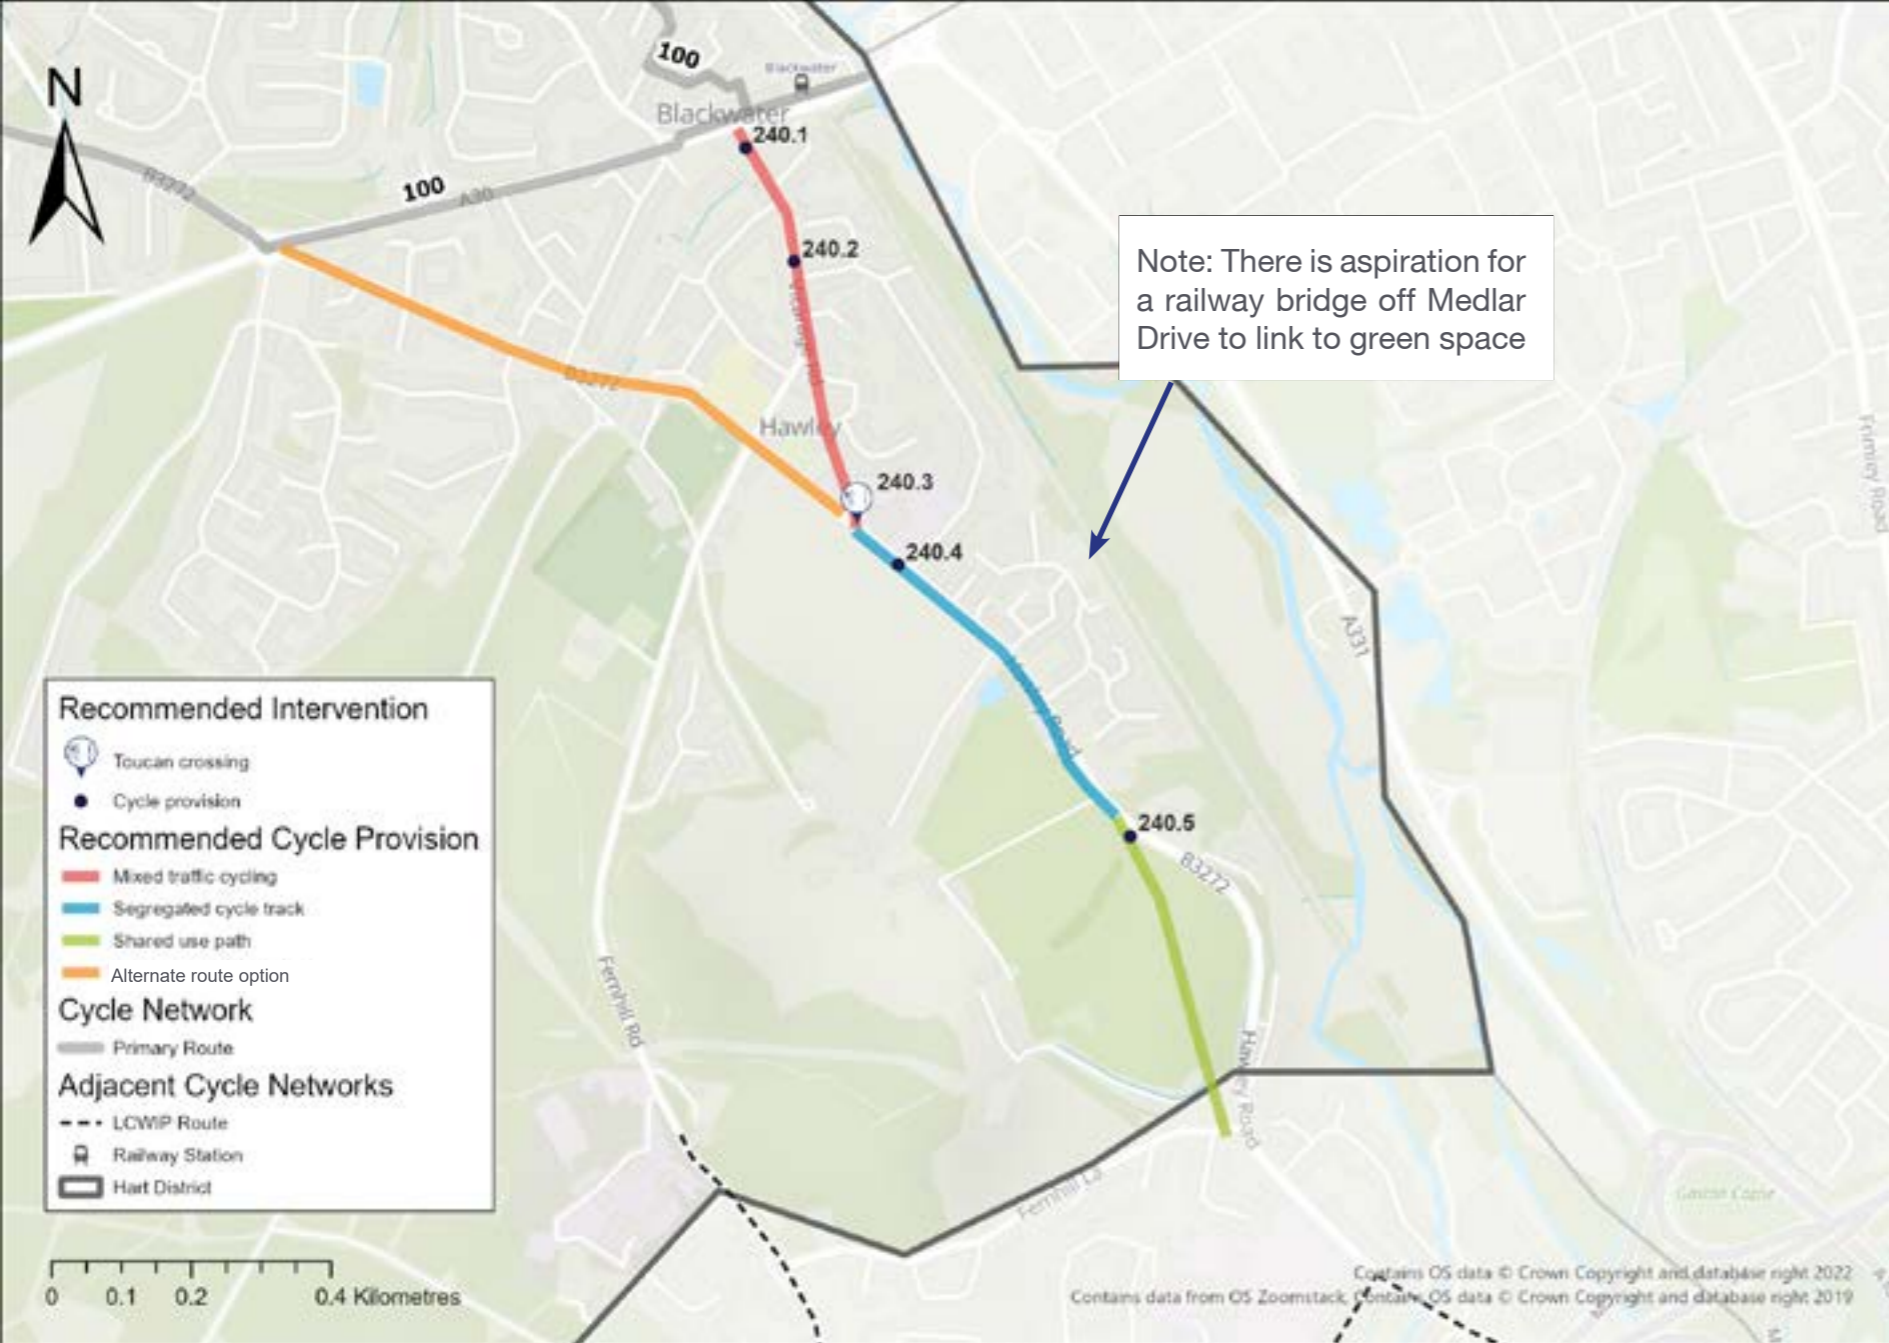 N
100
Blackwater
Blackwater
240.1
B3272
100
A30
240.2
Note: There is aspiration for
a railway bridge off Medlar
Drive to link to green space
Vicarage Rd
B3272
Hawley
240.3
240.4
A331
Hawley Road
240.5
B3272
Fernhill Rd
Hawley Road
Fernhill La
Recommended Intervention
Toucan crossing
Cycle provision
Recommended Cycle Provision
Mixed traffic cycling
Segregated cycle track
Shared use path
Alternate route option
Cycle Network
Primary Route
Adjacent Cycle Networks
LCWIP Route
Railway Station
Hart District
0 0.1 0.2 0.4 Kilometres
Contains OS data © Crown Copyright and database right 2022
Contains data from OS Zoomstack, Contains OS data © Crown Copyright and database right 2019